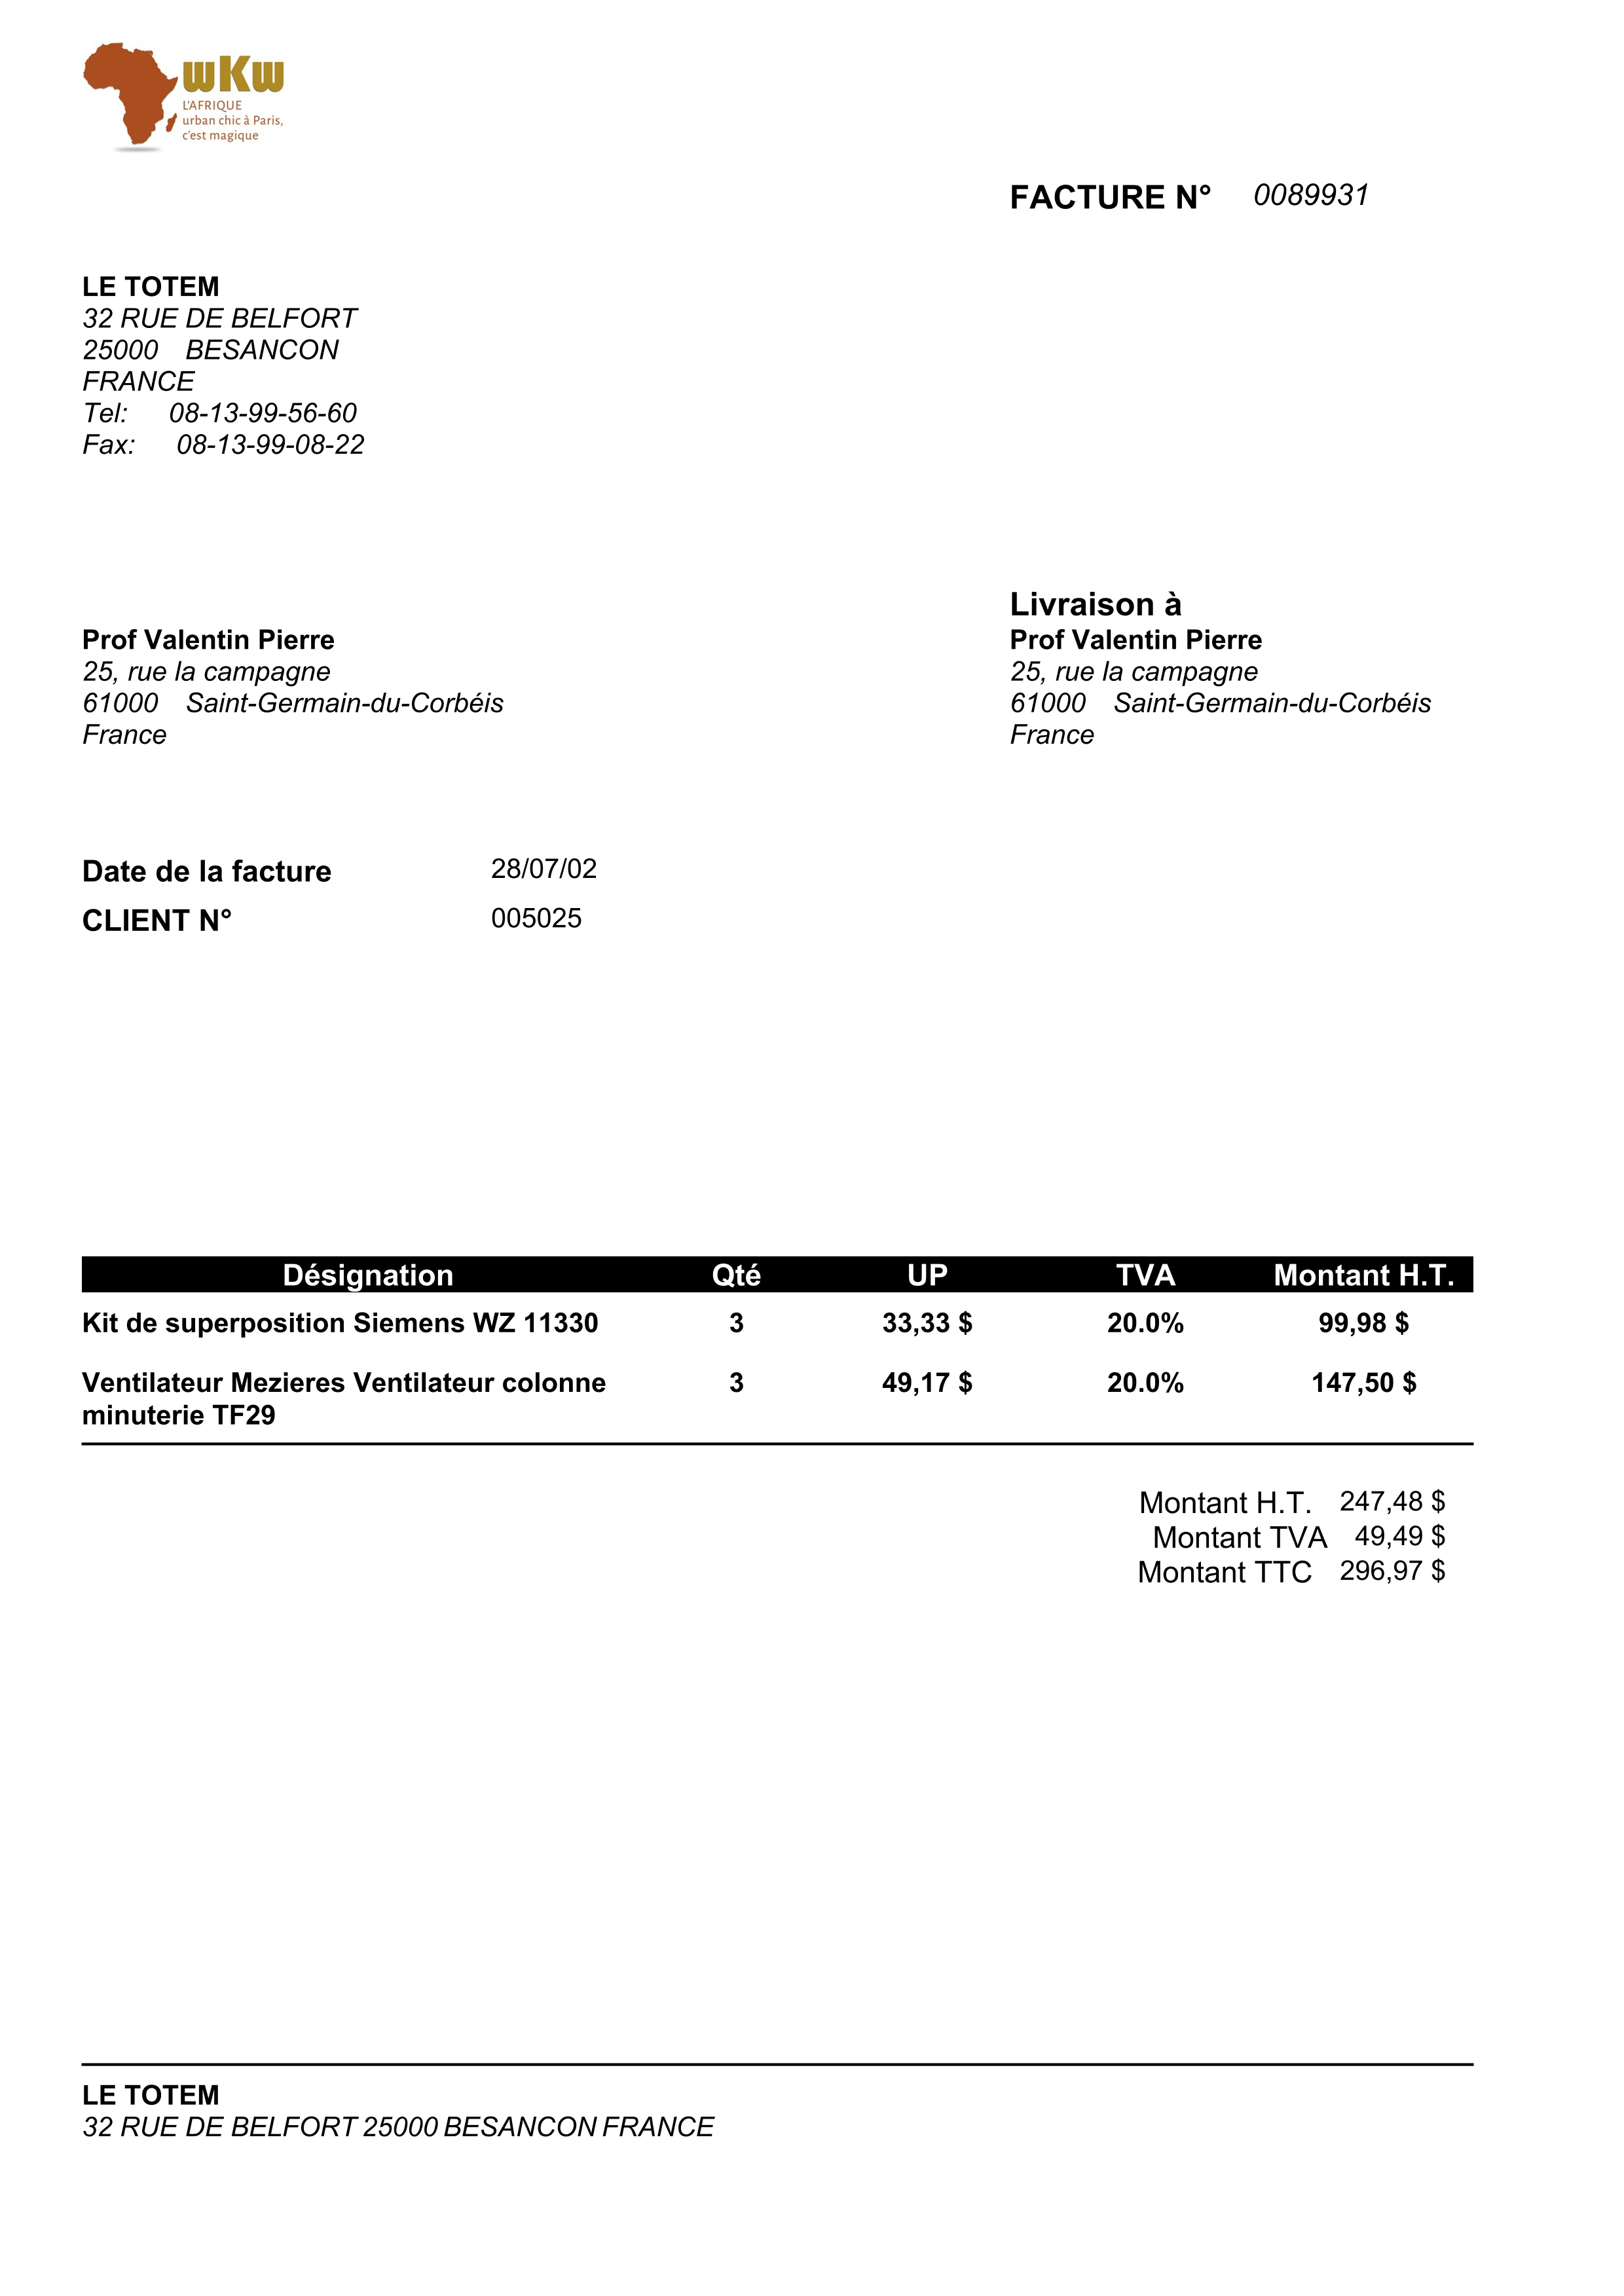 wKw
L'AFRIQUE
urban chic à Paris,
c'est magique
FACTURE N° 0089931
LE TOTEM
32 RUE DE BELFORT
25000 BESANCON
FRANCE
Tel: 08-13-99-56-60
Fax: 08-13-99-08-22
Livraison à
Prof Valentin Pierre Prof Valentin Pierre
25, rue la campagne 25, rue la campagne
61000 Saint-Germain-du-Corbéis 61000 Saint-Germain-du-Corbéis
France France
Date de la facture 28/07/02
CLIENT N° 005025
Désignation Qté UP TVA Montant H.T.
Kit de superposition Siemens WZ 11330 3 33,33 $ 20.0% 99,98 $
Ventilateur Mezieres Ventilateur colonne 3 49,17 $ 20.0% 147,50 $
minuterie TF29
Montant H.T. 247,48 $
Montant TVA 49,49 $
Montant TTC 296,97 $
LE TOTEM
32 RUE DE BELFORT 25000 BESANCON FRANCE